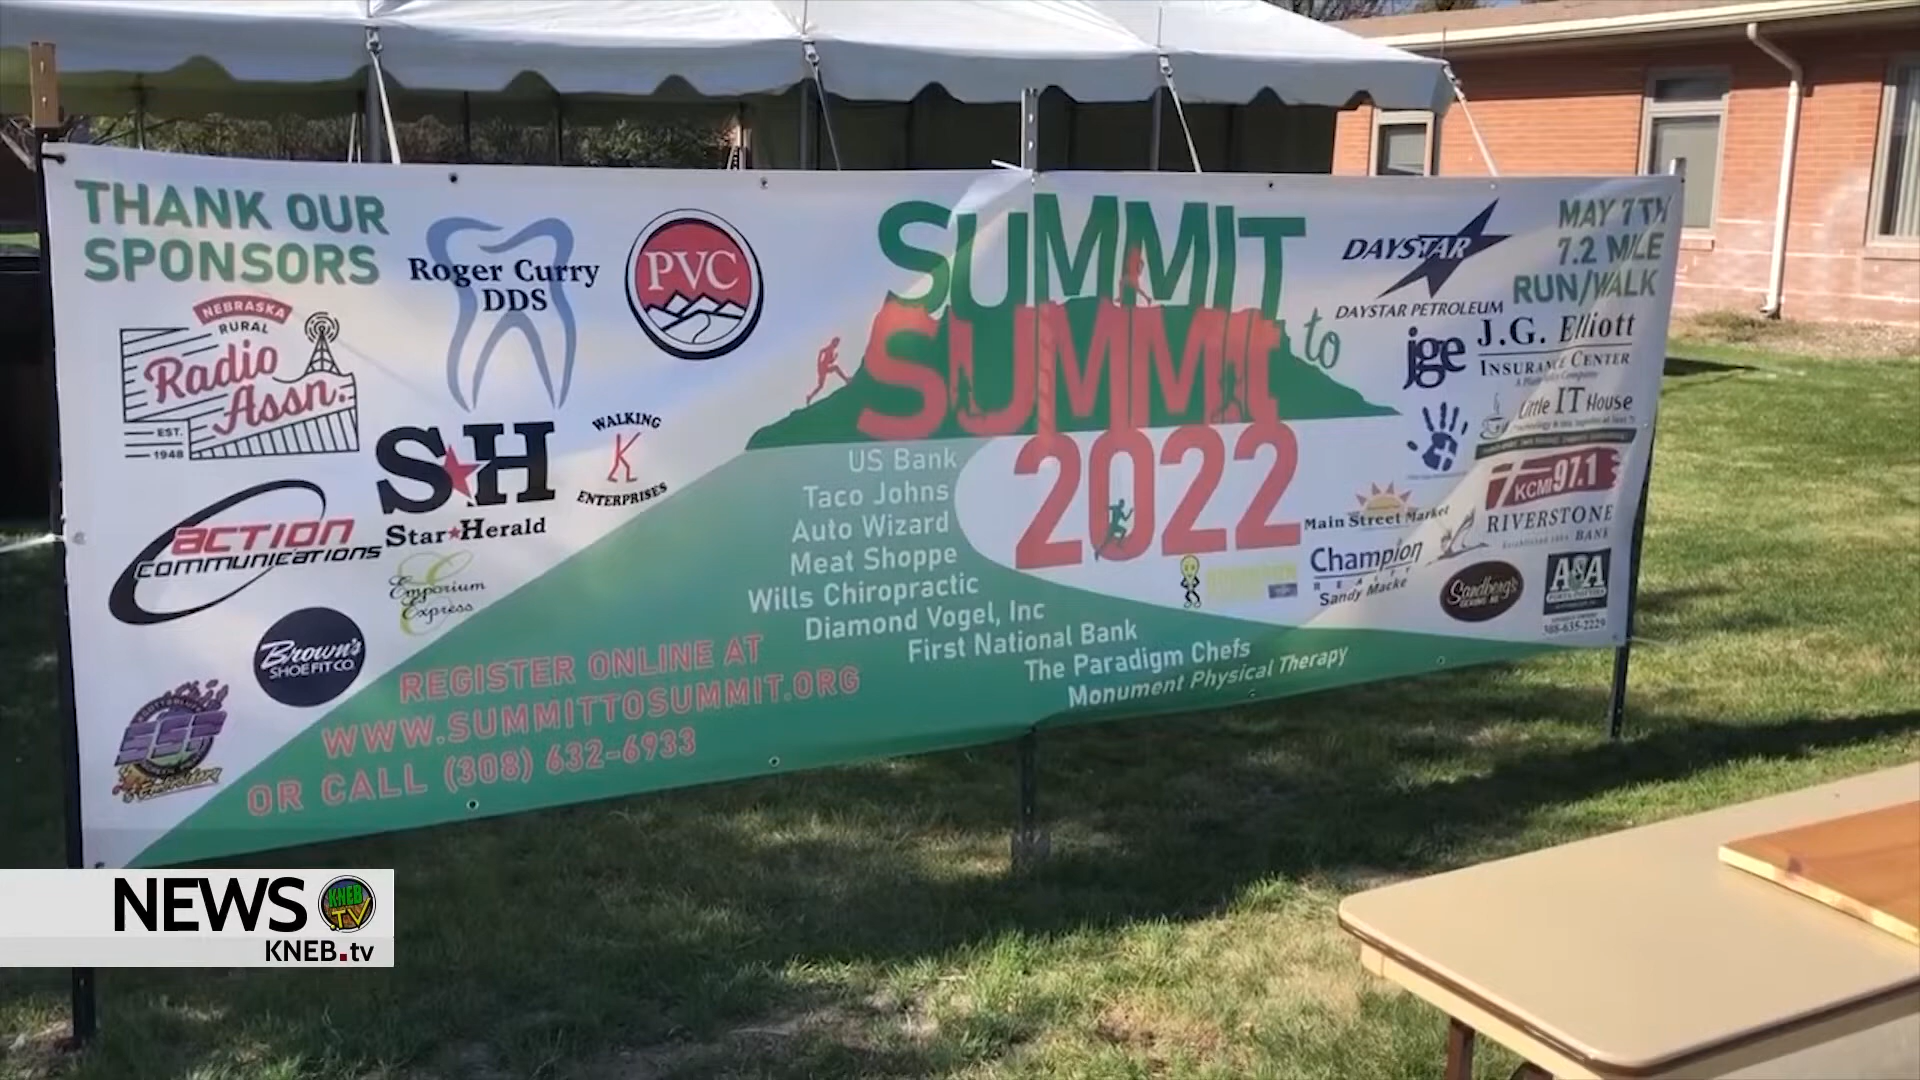 THANK OUR
SPONSORS
NEBRASKA
RURAL
Radio
Assn.
EST.
1948
Roger Curry
DDS
PVC
SH
Star Herald
WALKING
ENTERPRISES
ACTION
COMMUNICATIONS
Emporium
Express
Brown's
SHOE FIT CO.
SUMMIT
to
SUMMIT
2022
US Bank
Taco Johns
Auto Wizard
Meat Shoppe
Wills Chiropractic
Diamond Vogel, Inc
First National Bank
The Paradigm Chefs
Monument Physical Therapy
REGISTER ONLINE AT
WWW.SUMMITTOSUMMIT.ORG
OR CALL (308) 632-6933
DAYSTAR
DAYSTAR PETROLEUM
MAY 7TH
7.2 MILE
RUN/WALK
jge
J.G. Elliott
INSURANCE CENTER
Little IT House
KCMI 97.1
RIVERSTONE
BANK
Main Street Market
Champion
REALTY
Sandy Macke
Sandberg's
A&A
308-635-2229
NEWS
KNEB
TV
KNEB.tv